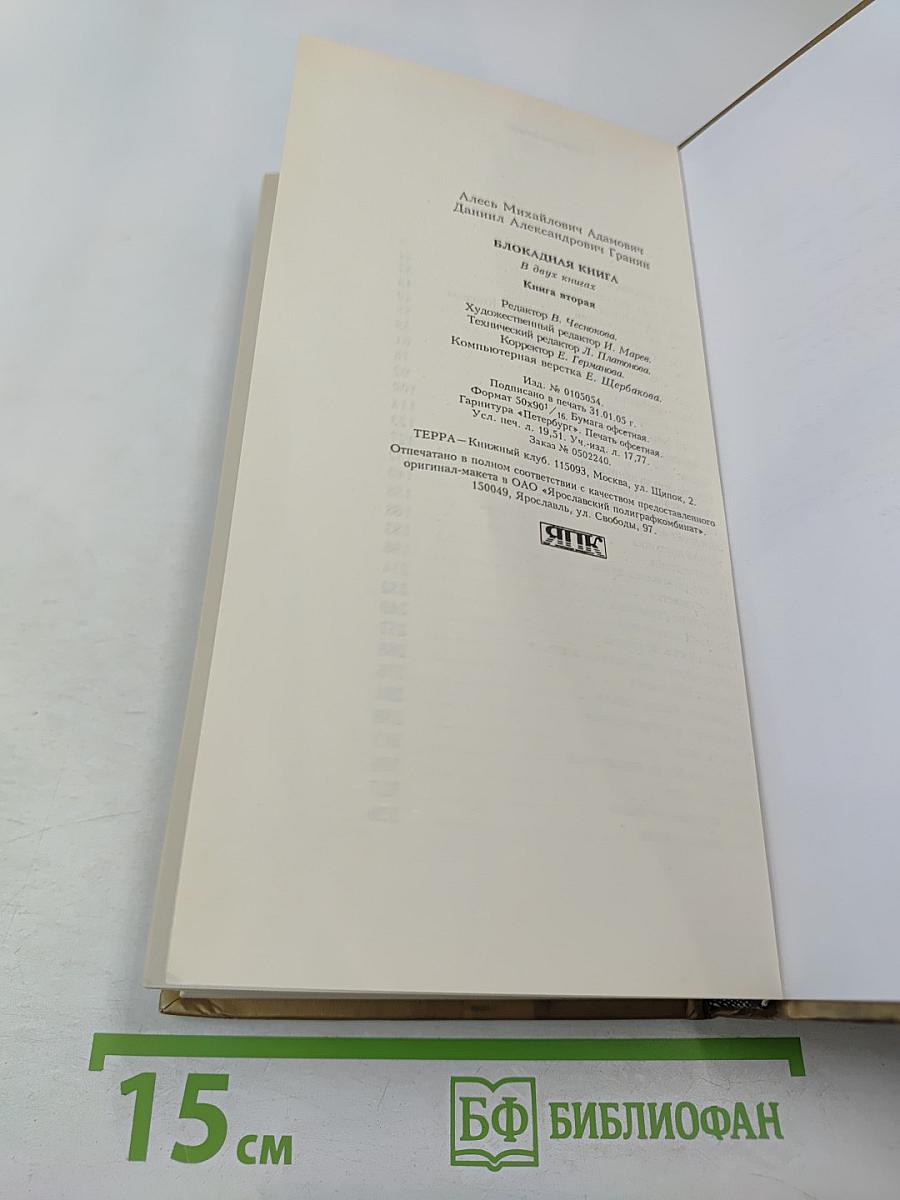 Алесь Михайлович Адамович
Даниил Александрович Гранин
БЛОКАДНАЯ КНИГА
В двух книгах
Книга вторая
Редактор В. Чеснокова.
Художественный редактор И. Марев.
Технический редактор Л. Платонова.
Корректор Е. Германова.
Компьютерная верстка Е. Щербакова.
Изд. № 0105054.
Подписано в печать 31.01.05 г.
Формат 50x90¹/16. Бумага офсетная.
Гарнитура «Петербург». Печать офсетная.
Усл. печ. л. 19,51. Уч.-изд. л. 17,77.
Заказ № 0502240.
ТЕРРА—Книжный клуб. 115093, Москва, ул. Щипок, 2.
Отпечатано в полном соответствии с качеством предоставленного
оригинал-макета в ОАО «Ярославский полиграфкомбинат».
150049, Ярославль, ул. Свободы, 97.
ЯПК
15 см
БФ БИБЛИОФАН